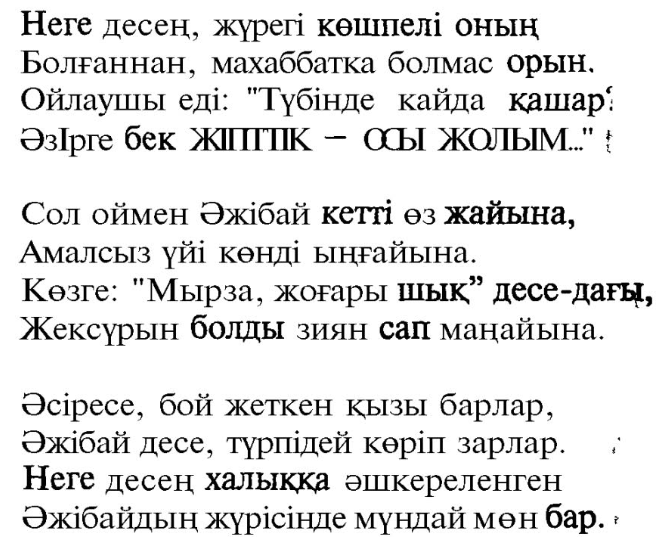 Неге десең, жүрегі көшпелі оның
Болғаннан, махаббатка болмас орын.
Ойлаушы еді: "Түбінде кайда қашар?
ӘзІрге бек ЖІГІТТІК – ОСЫ ЖОЛЫМ..."

Сол оймен Әжібай кетті өз жайына,
Амалсыз үйі көнді ыңғайына.
Көзге: "Мырза, жоғары шық” десе-дағы,
Жексұрын болды зиян сап маңайына.

Әсіресе, бой жеткен қызы барлар,
Әжібай десе, түрпідей көріп зарлар.
Неге десең халыққа әшкереленген
Әжібайдың жүрісінде мұндай мөн бар.